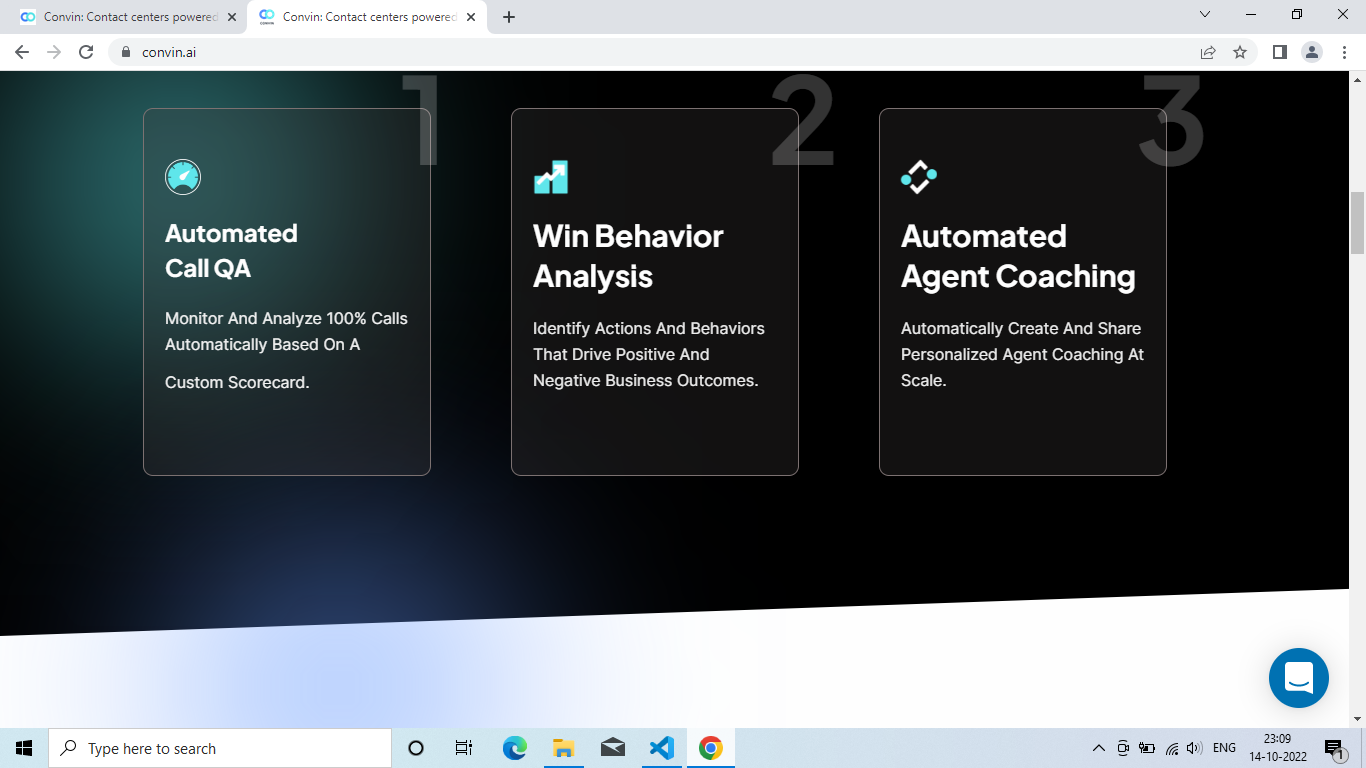 Convin: Contact centers powered
Convin: Contact centers powered
convin.ai
1
2
3
Automated
Call QA
Monitor And Analyze 100% Calls
Automatically Based On A
Custom Scorecard.
Win Behavior
Analysis
Identify Actions And Behaviors
That Drive Positive And
Negative Business Outcomes.
Automated
Agent Coaching
Automatically Create And Share
Personalized Agent Coaching At
Scale.
Type here to search
ENG
23:09
14-10-2022
1